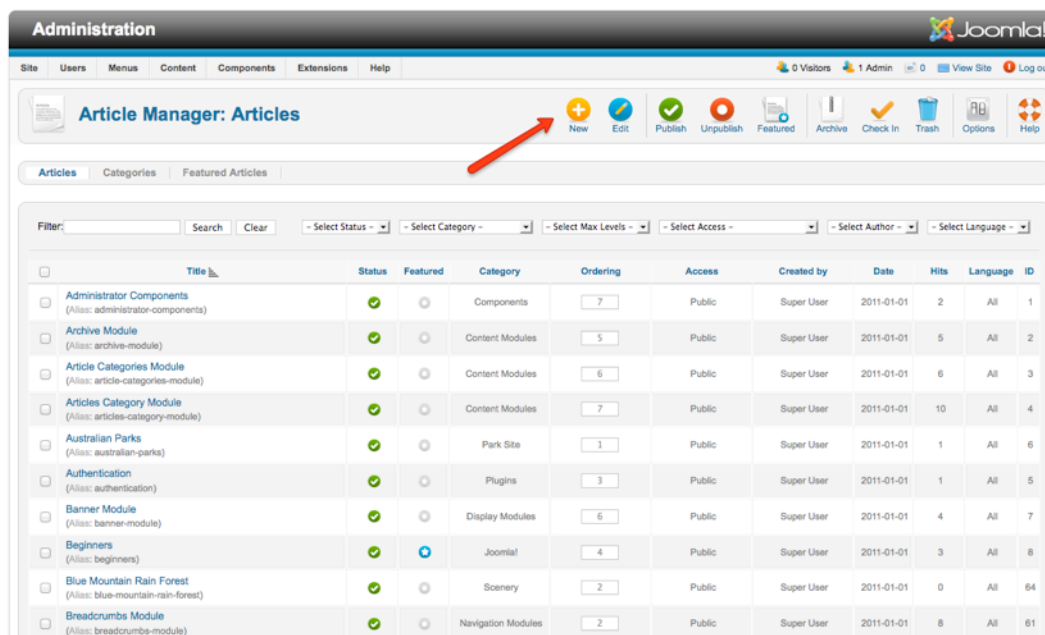 Administration
Joomla!
Site Users Menus Content Components Extensions Help
0 Visitors 1 Admin 0 View Site Log ou
Article Manager: Articles
New Edit Publish Unpublish Featured Archive Check In Trash Options Help
Articles Categories Featured Articles
Filter: Search Clear - Select Status - - Select Category - - Select Max Levels - - Select Access - - Select Author - - Select Language -
Title Status Featured Category Ordering Access Created by Date Hits Language ID
Administrator Components
(Alias: administrator-components)
Components 7 Public Super User 2011-01-01 2 All 1
Archive Module
(Alias: archive-module)
Content Modules 5 Public Super User 2011-01-01 5 All 2
Article Categories Module
(Alias: article-categories-module)
Content Modules 6 Public Super User 2011-01-01 6 All 3
Articles Category Module
(Alias: articles-category-module)
Content Modules 7 Public Super User 2011-01-01 10 All 4
Australian Parks
(Alias: australian-parks)
Park Site 1 Public Super User 2011-01-01 1 All 6
Authentication
(Alias: authentication)
Plugins 3 Public Super User 2011-01-01 1 All 5
Banner Module
(Alias: banner-module)
Display Modules 6 Public Super User 2011-01-01 4 All 7
Beginners
(Alias: beginners)
Joomla! 4 Public Super User 2011-01-01 3 All 8
Blue Mountain Rain Forest
(Alias: blue-mountain-rain-forest)
Scenery 2 Public Super User 2011-01-01 0 All 64
Breadcrumbs Module
(Alias: breadcrumbs-module)
Navigation Modules 2 Public Super User 2011-01-01 8 All 61